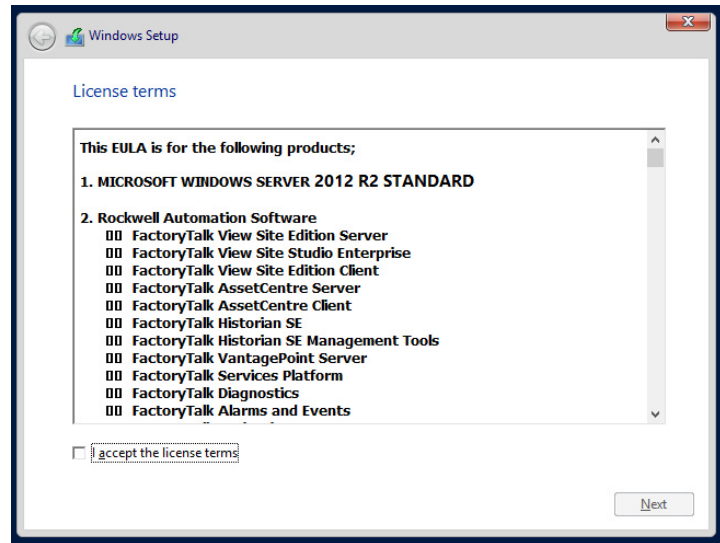 Windows Setup
License terms
This EULA is for the following products;
1. MICROSOFT WINDOWS SERVER 2012 R2 STANDARD
2. Rockwell Automation Software
FactoryTalk View Site Edition Server
FactoryTalk View Site Studio Enterprise
FactoryTalk View Site Edition Client
FactoryTalk AssetCentre Server
FactoryTalk AssetCentre Client
FactoryTalk Historian SE
FactoryTalk Historian SE Management Tools
FactoryTalk VantagePoint Server
FactoryTalk Services Platform
FactoryTalk Diagnostics
FactoryTalk Alarms and Events
I accept the license terms
Next